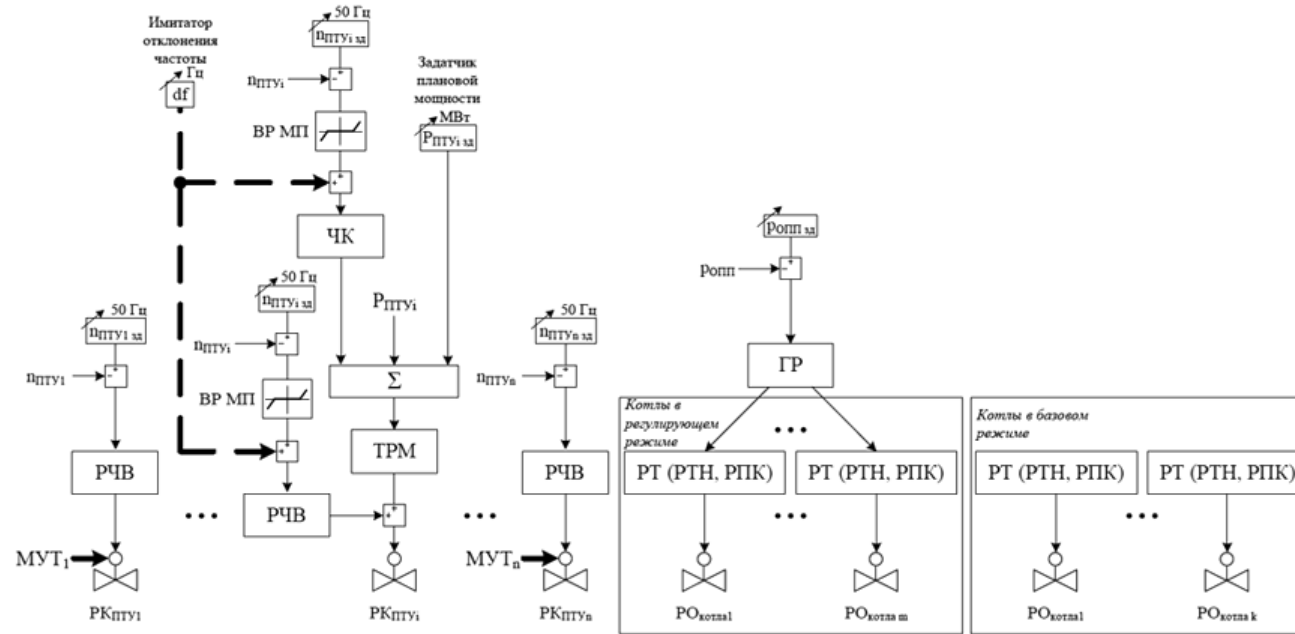 Имитатор
отклонения
частоты
Гц
df
50 Гц
nПТУi зд
nПТУi
ВР МП
Задатчик
плановой
мощности
МВт
PПТУi зд
ЧК
50 Гц
nПТУ1 зд
nПТУ1
РЧВ
МУТ1
РКПТУ1
50 Гц
nПТУi зд
nПТУi
ВР МП
РЧВ
PПТУi
Σ
ТРМ
РКПТУi
50 Гц
nПТУn зд
nПТУn
РЧВ
МУТn
РКПТУn
pОПП зд
pОПП
ГР
Котлы в
регулирующем
режиме
РТ (РТН, РПК)
РТ (РТН, РПК)
РОкотла1
РОкотла m
Котлы в базовом
режиме
РТ (РТН, РПК)
РТ (РТН, РПК)
РОкотла1
РОкотла k